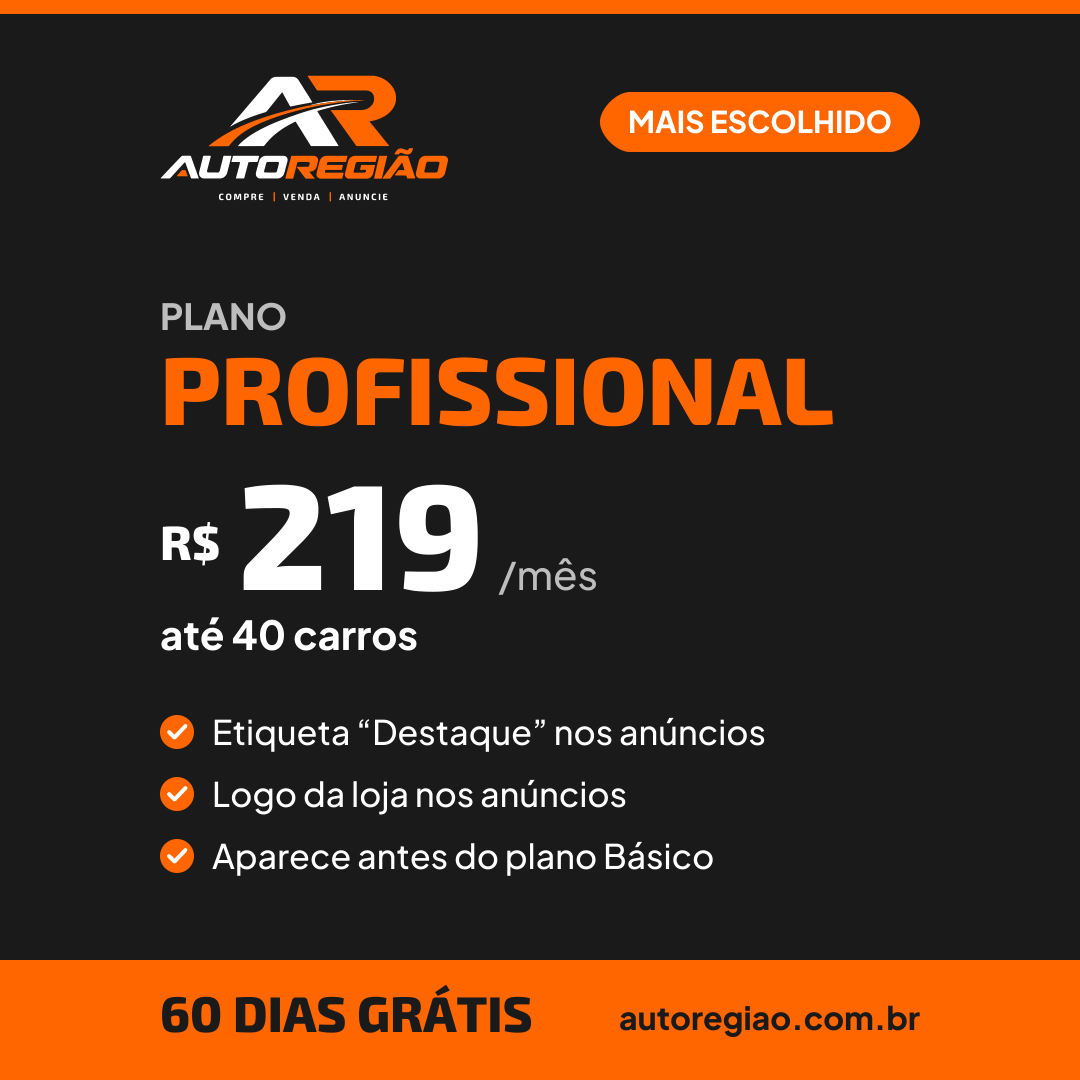 AR
AUTOREGIÃO
COMPRE | VENDA | ANUNCIE
MAIS ESCOLHIDO
PLANO
PROFISSIONAL
R$ 219 /mês
até 40 carros
Etiqueta “Destaque” nos anúncios
Logo da loja nos anúncios
Aparece antes do plano Básico
60 DIAS GRÁTIS
autoregiao.com.br